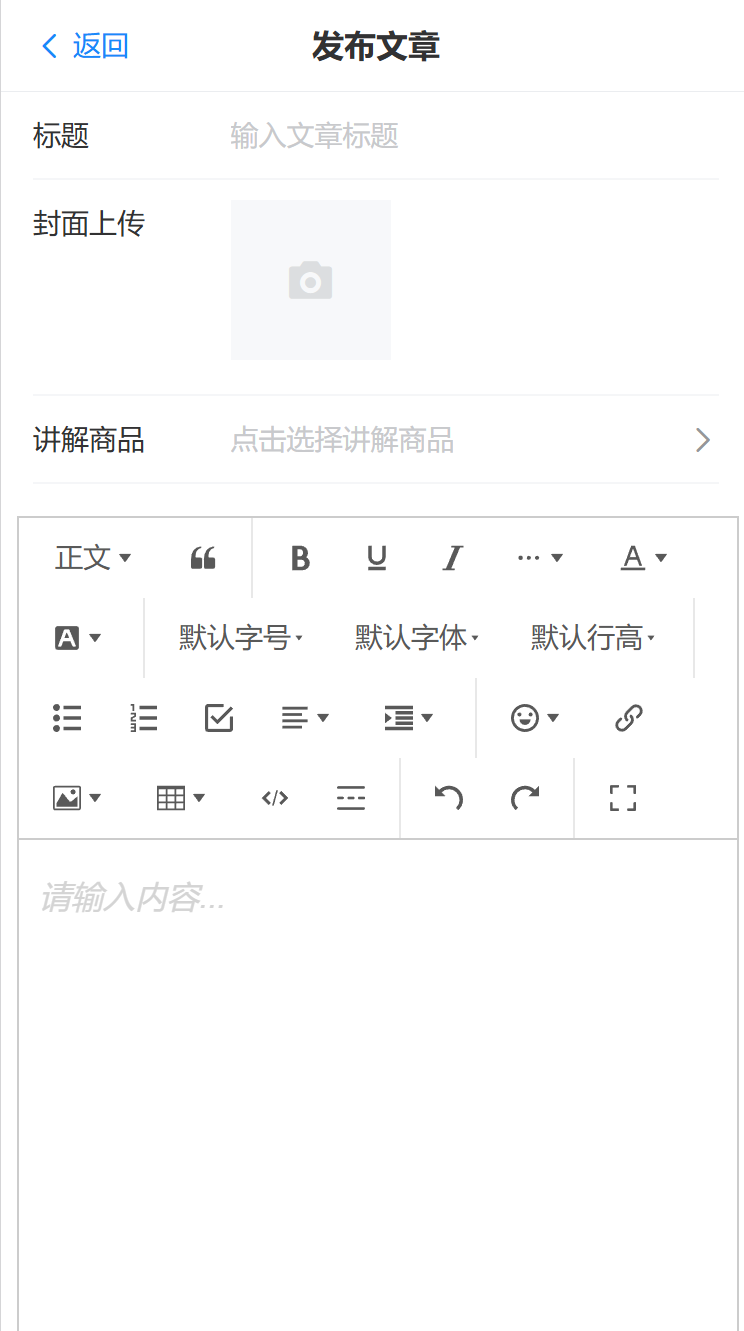 返回
发布文章
标题 输入文章标题
封面上传
讲解商品 点击选择讲解商品
正文 B U I ... A
A 默认字号 默认字体 默认行高
请输入内容...